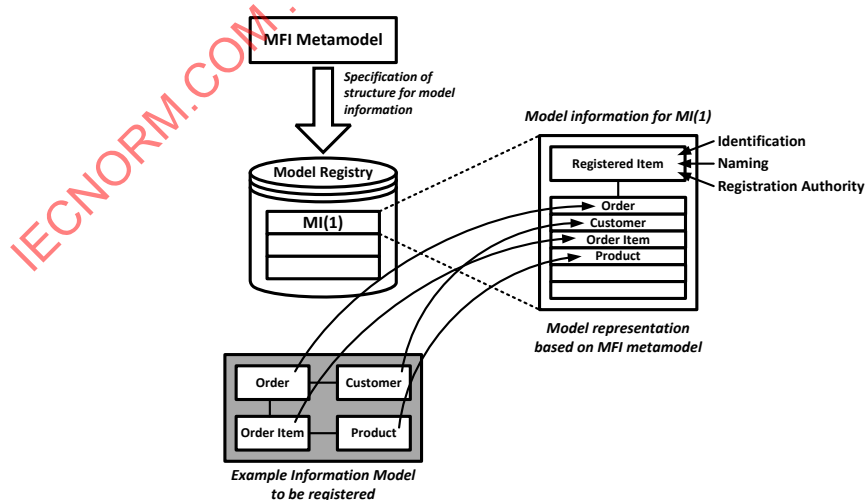 MFI Metamodel
Specification of
structure for model
information
Model information for MI(1)
Model Registry
MI(1)
Registered Item
Identification
Naming
Registration Authority
Order
Customer
Order Item
Product
Model representation
based on MFI metamodel
Order
Customer
Order Item
Product
Example Information Model
to be registered
IECNORM.COM.